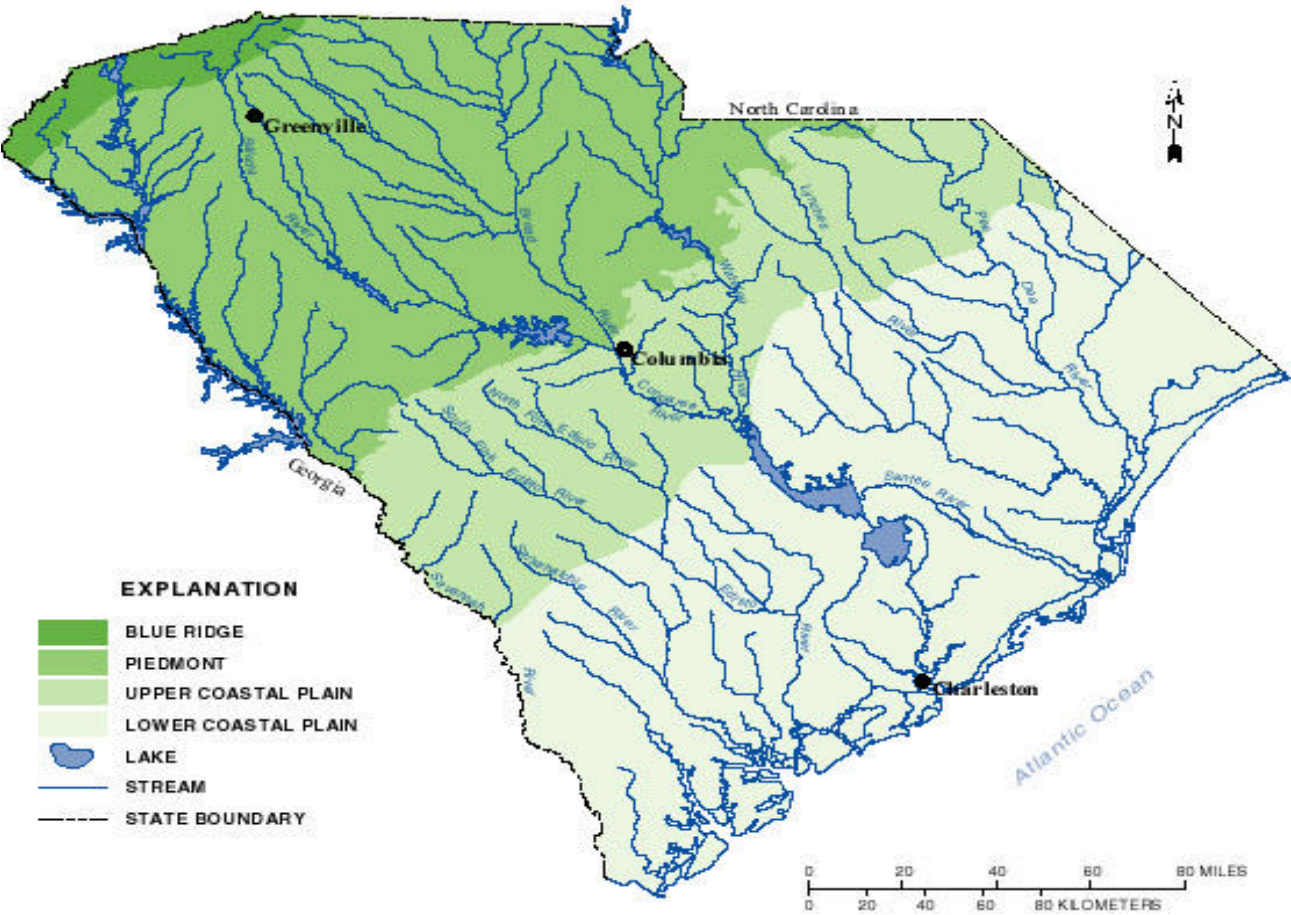 North Carolina
N
Greenville
Saluda
River
Broad
River
Lynches
River
Pee
Dee
River
Wateree
River
Columbia
Congaree
River
North Fork Edisto River
South Fork Edisto River
Georgia
Santee River
Salkehatchie
River
Savannah
River
Edisto
River
Charleston
Atlantic Ocean
EXPLANATION
BLUE RIDGE
PIEDMONT
UPPER COASTAL PLAIN
LOWER COASTAL PLAIN
LAKE
STREAM
STATE BOUNDARY
0 20 40 60 80 MILES
0 20 40 60 80 KILOMETERS